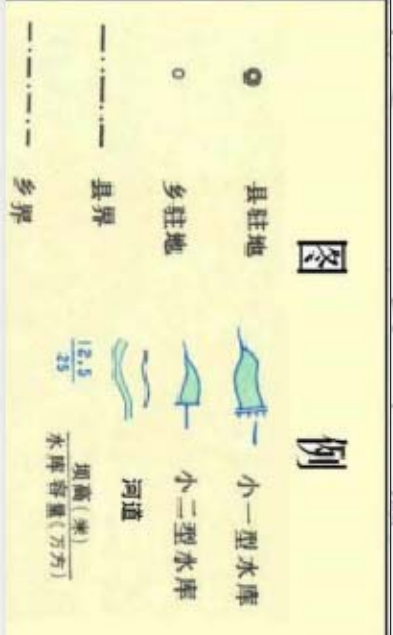 图 例
县驻地
小一型水库
乡驻地
小二型水库
县界
河道
乡界
12.5
25
坝高(米)
水库容量(万方)